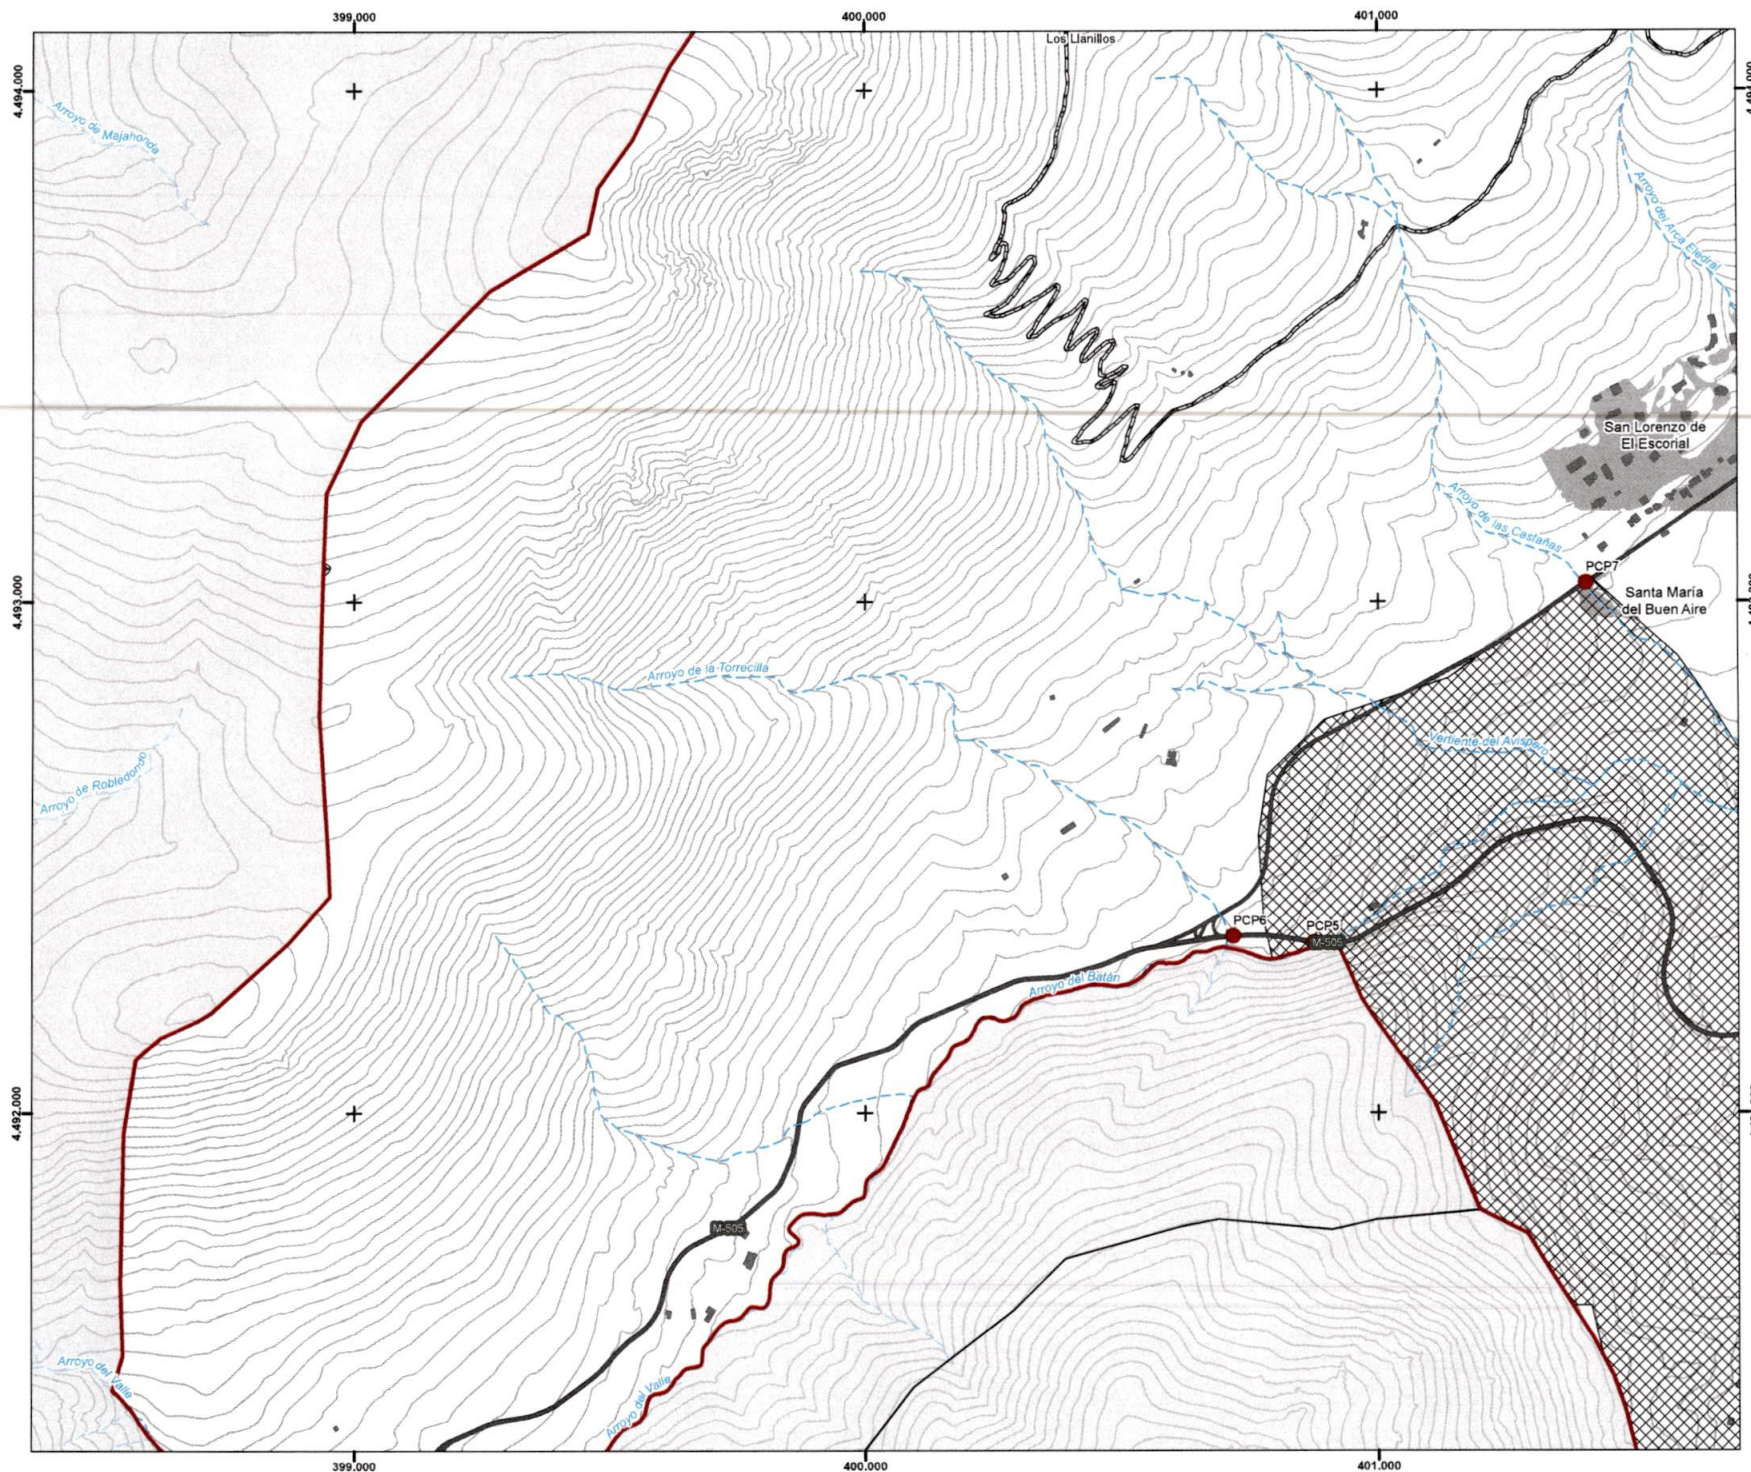 399.000
400.000
401.000
Los Llanillos
4.494.000
Arroyo de Majahonda
Arroyo del Arca Eledral
San Lorenzo de
El Escorial
Arroyo de las Castañas
PCP7
4.493.000
Santa María
del Buen Aire
Arroyo de la Torrecilla
Vertiente del Avispero
Arroyo de Robledondo
PCP6
PCP5
M-505
Arroyo del Batán
4.492.000
M-505
Arroyo del Valle
Arroyo del Valle
399.000
400.000
401.000